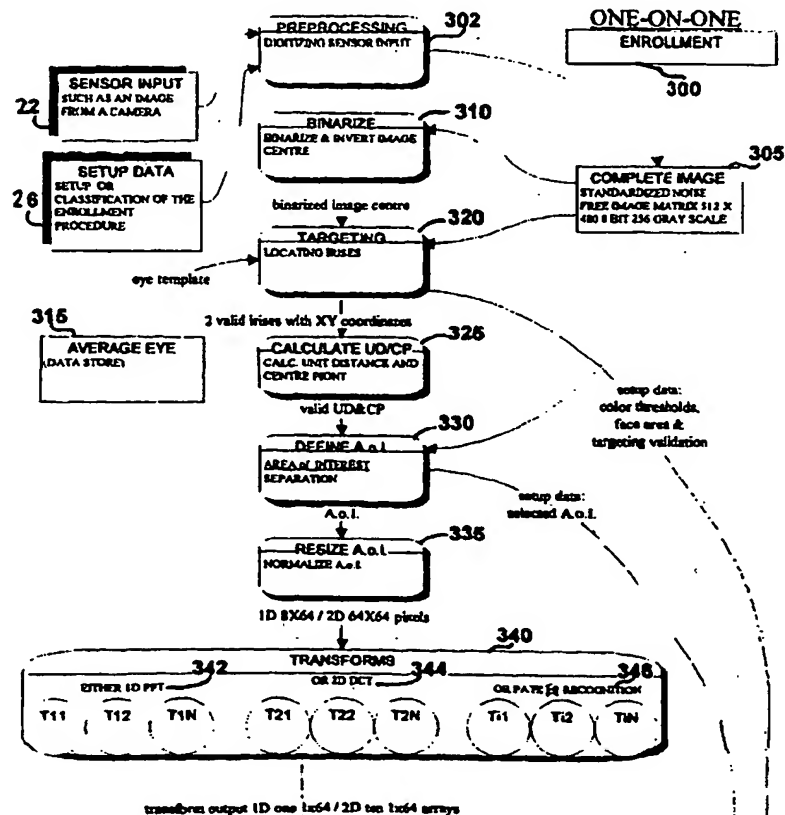 ONE-ON-ONE
ENROLLMENT
300
PREPROCESSING
302
DIGITIZING SENSOR INPUT
SENSOR INPUT
22
SUCH AS AN IMAGE
FROM A CAMERA
310
BINARIZE
BINARIZE & INVERT IMAGE
CENTRE
SETUP DATA
26
SETUP OR
CLASSIFICATION OF THE
ENROLLMENT
PROCEDURE
305
COMPLETE IMAGE
STANDARDIZED NOISE
FREE IMAGE MATRIX 512 X
480 8 BIT 256 GRAY SCALE
binarized image centre
320
TARGETING
LOCATING IRISES
eye template
2 valid irises with XY coordinates
315
AVERAGE EYE
(DATA STORE)
325
CALCULATE UD/CP
CALC. UNIT DISTANCE AND
CENTRE PIONT
valid UD&CP
setup data:
color thresholds,
face area &
targeting validation
330
DEFINE A.o.I.
AREA of INTEREST
SEPARATION
setup data:
selected A.o.I.
A.o.I.
335
RESIZE A.o.I.
NORMALIZE A.o.I.
1D 8X64 / 2D 64X64 pixels
340
TRANSFORMS
EITHER 1D FFT
342
OR 2D DCT
344
346
T11 T12 T1N T21 T22 T2N Ti1 Ti2 TiN
transform output 1D one 1x64 / 2D ten 1x64 arrays